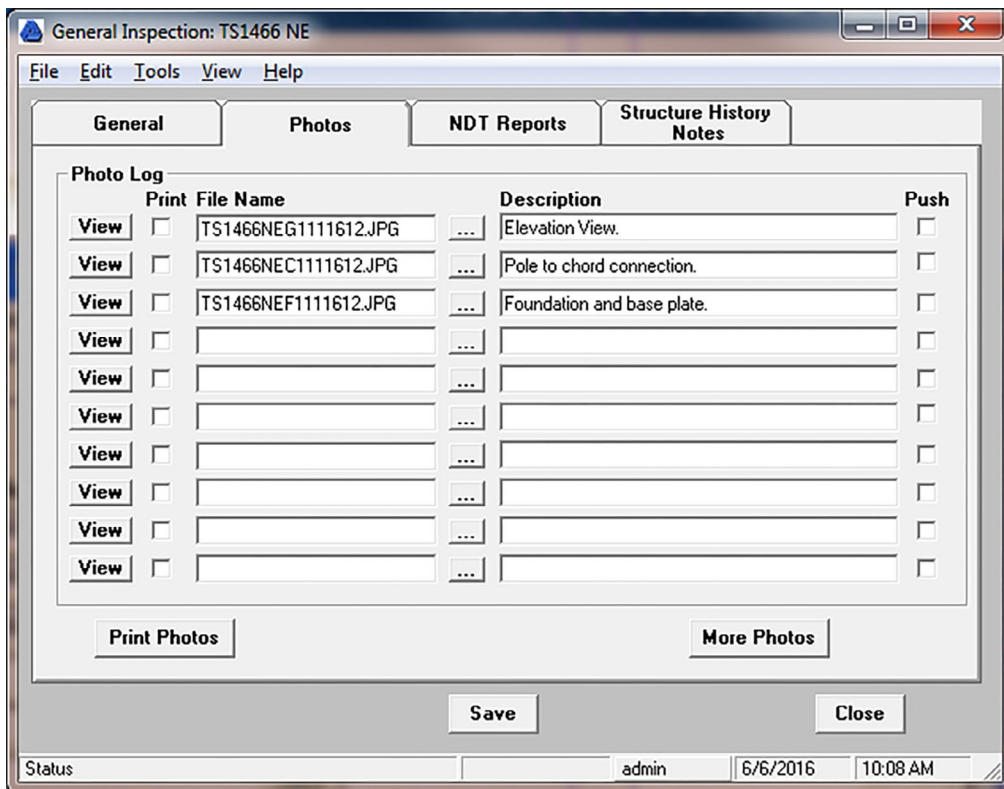 General Inspection: TS1466 NE
File Edit Tools View Help
General Photos NDT Reports Structure History Notes
Photo Log
Print File Name Description Push
View TS1466NEG1111612.JPG ... Elevation View.
View TS1466NEC1111612.JPG ... Pole to chord connection.
View TS1466NEF1111612.JPG ... Foundation and base plate.
View ...
View ...
View ...
View ...
View ...
View ...
View ...
Print Photos More Photos
Save Close
Status admin 6/6/2016 10:08 AM